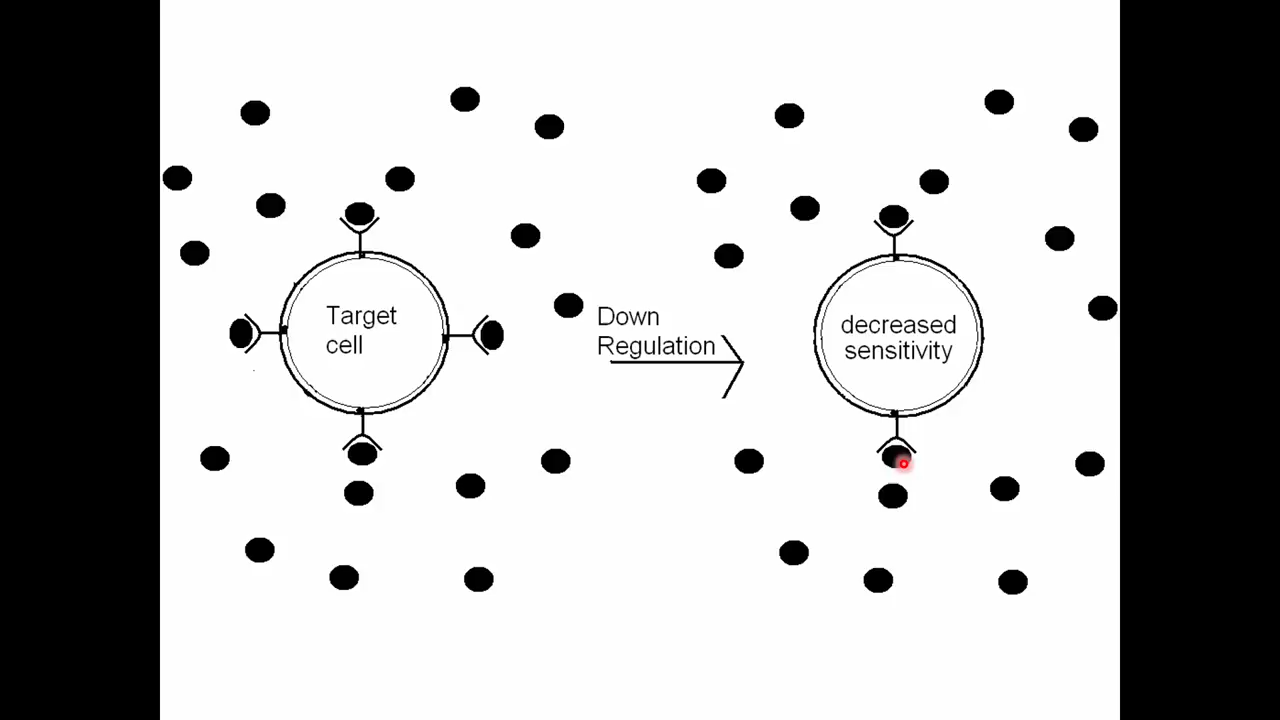 Target
cell
Down
Regulation
decreased
sensitivity